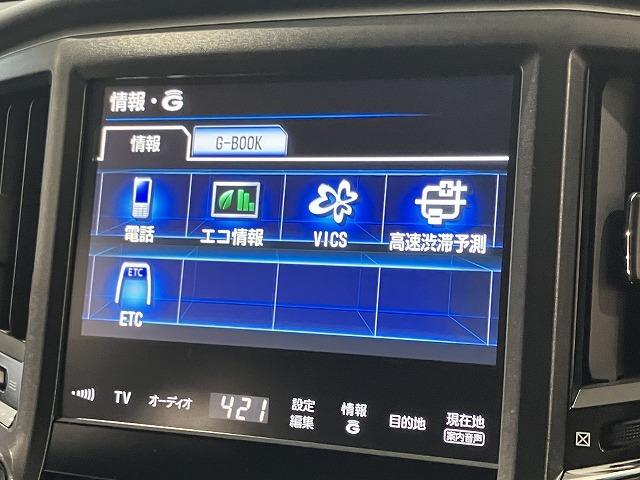 情報・G
情報 G-BOOK
電話 エコ情報 VICS 高速渋滞予測
ETC
ETC
TV オーディオ 4:21 設定 編集 情報 G 目的地 現在地
案内音声